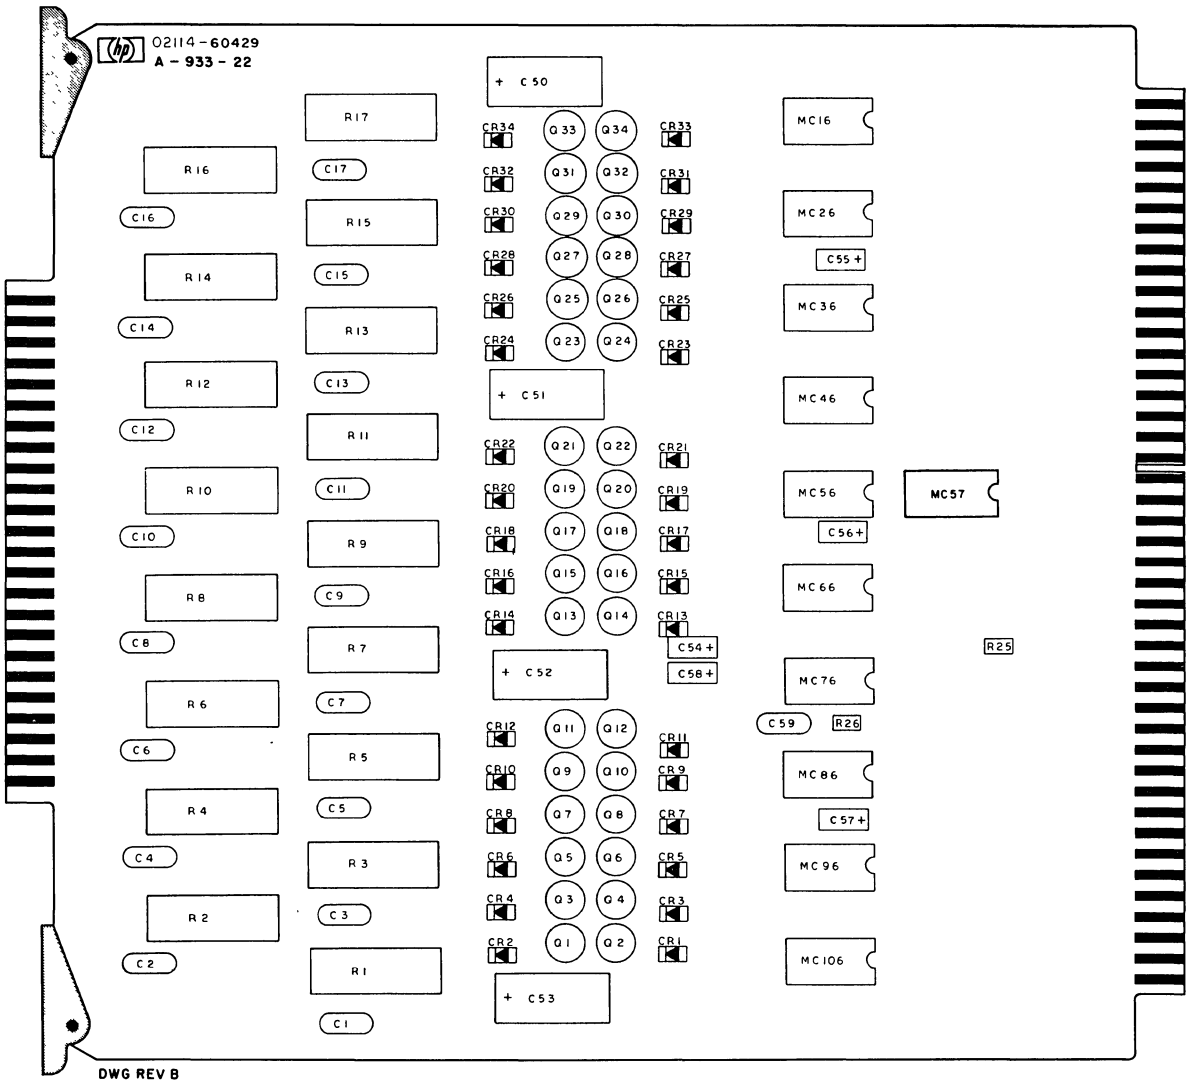 hp 02114-60429
A-933-22
+ C50
R17
CR34 Q33 Q34 CR33
MC16
R16
C17
CR32 Q31 Q32 CR31
C16
R15
CR30 Q29 Q30 CR29
MC26
R14
C15
CR28 Q27 Q28 CR27
C55+
C14
R13
CR26 Q25 Q26 CR25
MC36
CR24 Q23 Q24 CR23
R12
C13
+ C51
MC46
C12
R11
CR22 Q21 Q22 CR21
R10
C11
CR20 Q19 Q20 CR19
MC56
MC57
C10
R9
CR18 Q17 Q18 CR17
C56+
R8
C9
CR16 Q15 Q16 CR15
MC66
CR14 Q13 Q14 CR13
C8
R7
C54+
R25
+ C52
C58+
MC76
R6
C7
CR12 Q11 Q12 CR11
C59
R26
C6
R5
CR10 Q9 Q10 CR9
MC86
R4
C5
CR8 Q7 Q8 CR7
C57+
C4
R3
CR6 Q5 Q6 CR5
MC96
R2
C3
CR4 Q3 Q4 CR3
CR2 Q1 Q2 CR1
C2
R1
MC106
+ C53
C1
DWG REV B